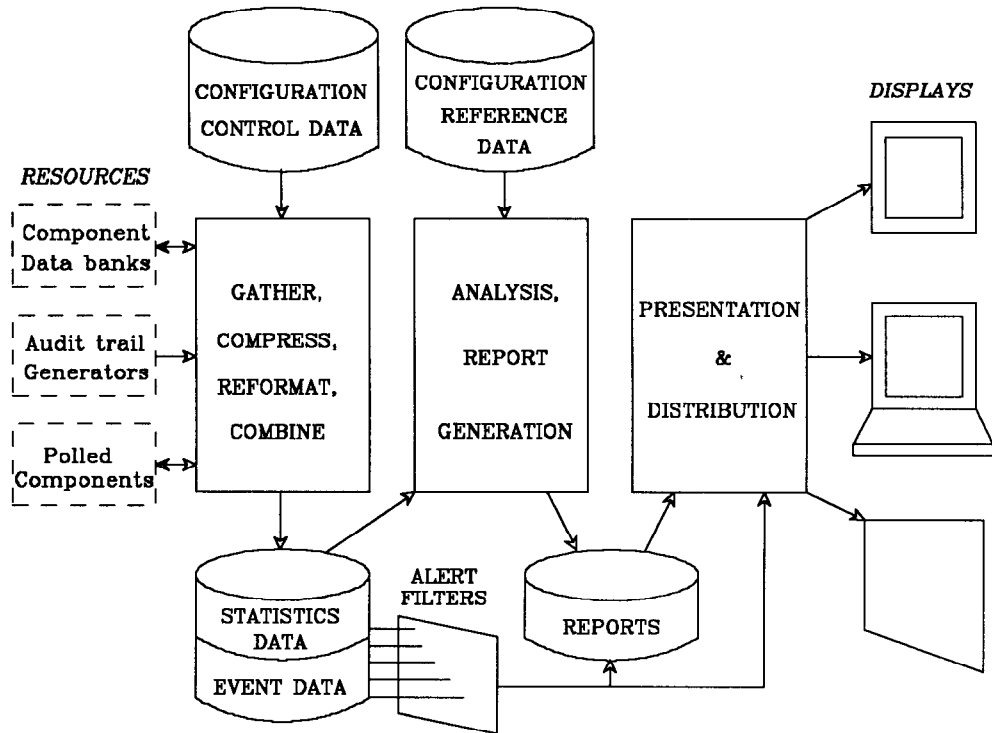 CONFIGURATION
CONTROL DATA
CONFIGURATION
REFERENCE
DATA
DISPLAYS
RESOURCES
Component
Data banks
Audit trail
Generators
Polled
Components
GATHER,
COMPRESS,
REFORMAT,
COMBINE
ANALYSIS,
REPORT
GENERATION
PRESENTATION
&
DISTRIBUTION
STATISTICS
DATA
EVENT DATA
ALERT
FILTERS
REPORTS